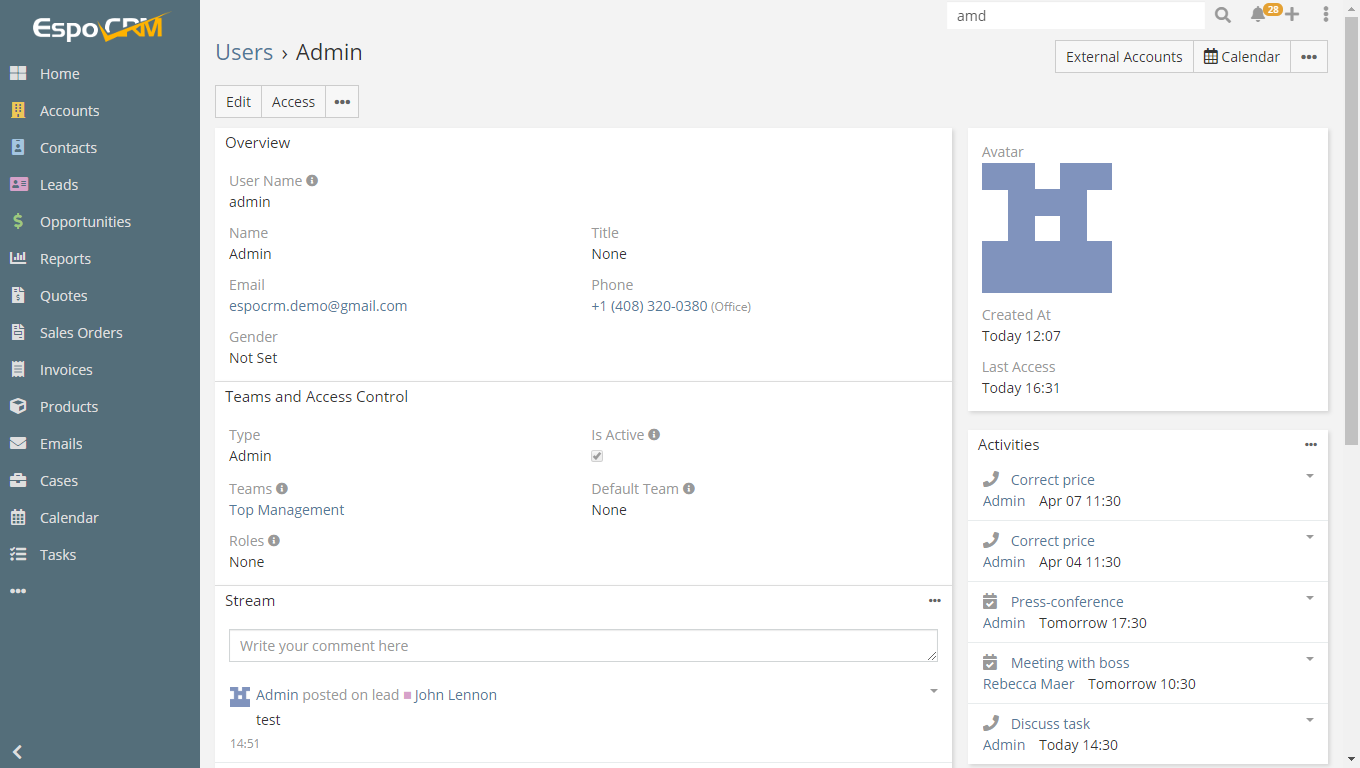 EspoCRM
amd
28
Home
Accounts
Contacts
Leads
Opportunities
Reports
Quotes
Sales Orders
Invoices
Products
Emails
Cases
Calendar
Tasks
Users › Admin
External Accounts
Calendar
Edit
Access
Overview
User Name
admin
Name
Admin
Title
None
Email
espocrm.demo@gmail.com
Phone
+1 (408) 320-0380 (Office)
Gender
Not Set
Teams and Access Control
Type
Admin
Is Active
Teams
Top Management
Default Team
None
Roles
None
Stream
Write your comment here
Admin posted on lead John Lennon
test
14:51
Avatar
Created At
Today 12:07
Last Access
Today 16:31
Activities
Correct price
Admin Apr 07 11:30
Correct price
Admin Apr 04 11:30
Press-conference
Admin Tomorrow 17:30
Meeting with boss
Rebecca Maer Tomorrow 10:30
Discuss task
Admin Today 14:30